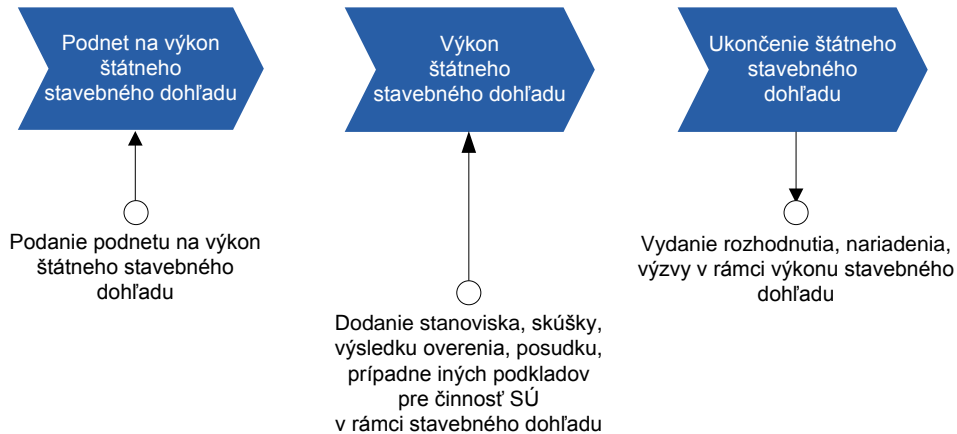 Podnet na výkon
štátneho
stavebného dohľadu
Výkon
štátneho
stavebného dohľadu
Ukončenie štátneho
stavebného
dohľadu
Podanie podnetu na výkon
štátneho stavebného
dohľadu
Dodanie stanoviska, skúšky,
výsledku overenia, posudku,
prípadne iných podkladov
pre činnosť SÚ
v rámci stavebného dohľadu
Vydanie rozhodnutia, nariadenia,
výzvy v rámci výkonu stavebného
dohľadu